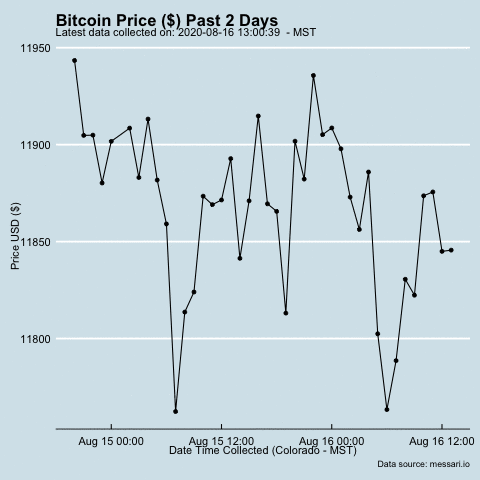 Bitcoin Price ($) Past 2 Days
Latest data collected on: 2020-08-16 13:00:39  - MST
11950
11900
11850
11800
Price USD ($)
Aug 15 00:00 Aug 15 12:00 Aug 16 00:00 Aug 16 12:00
Date Time Collected (Colorado - MST)
Data source: messari.io